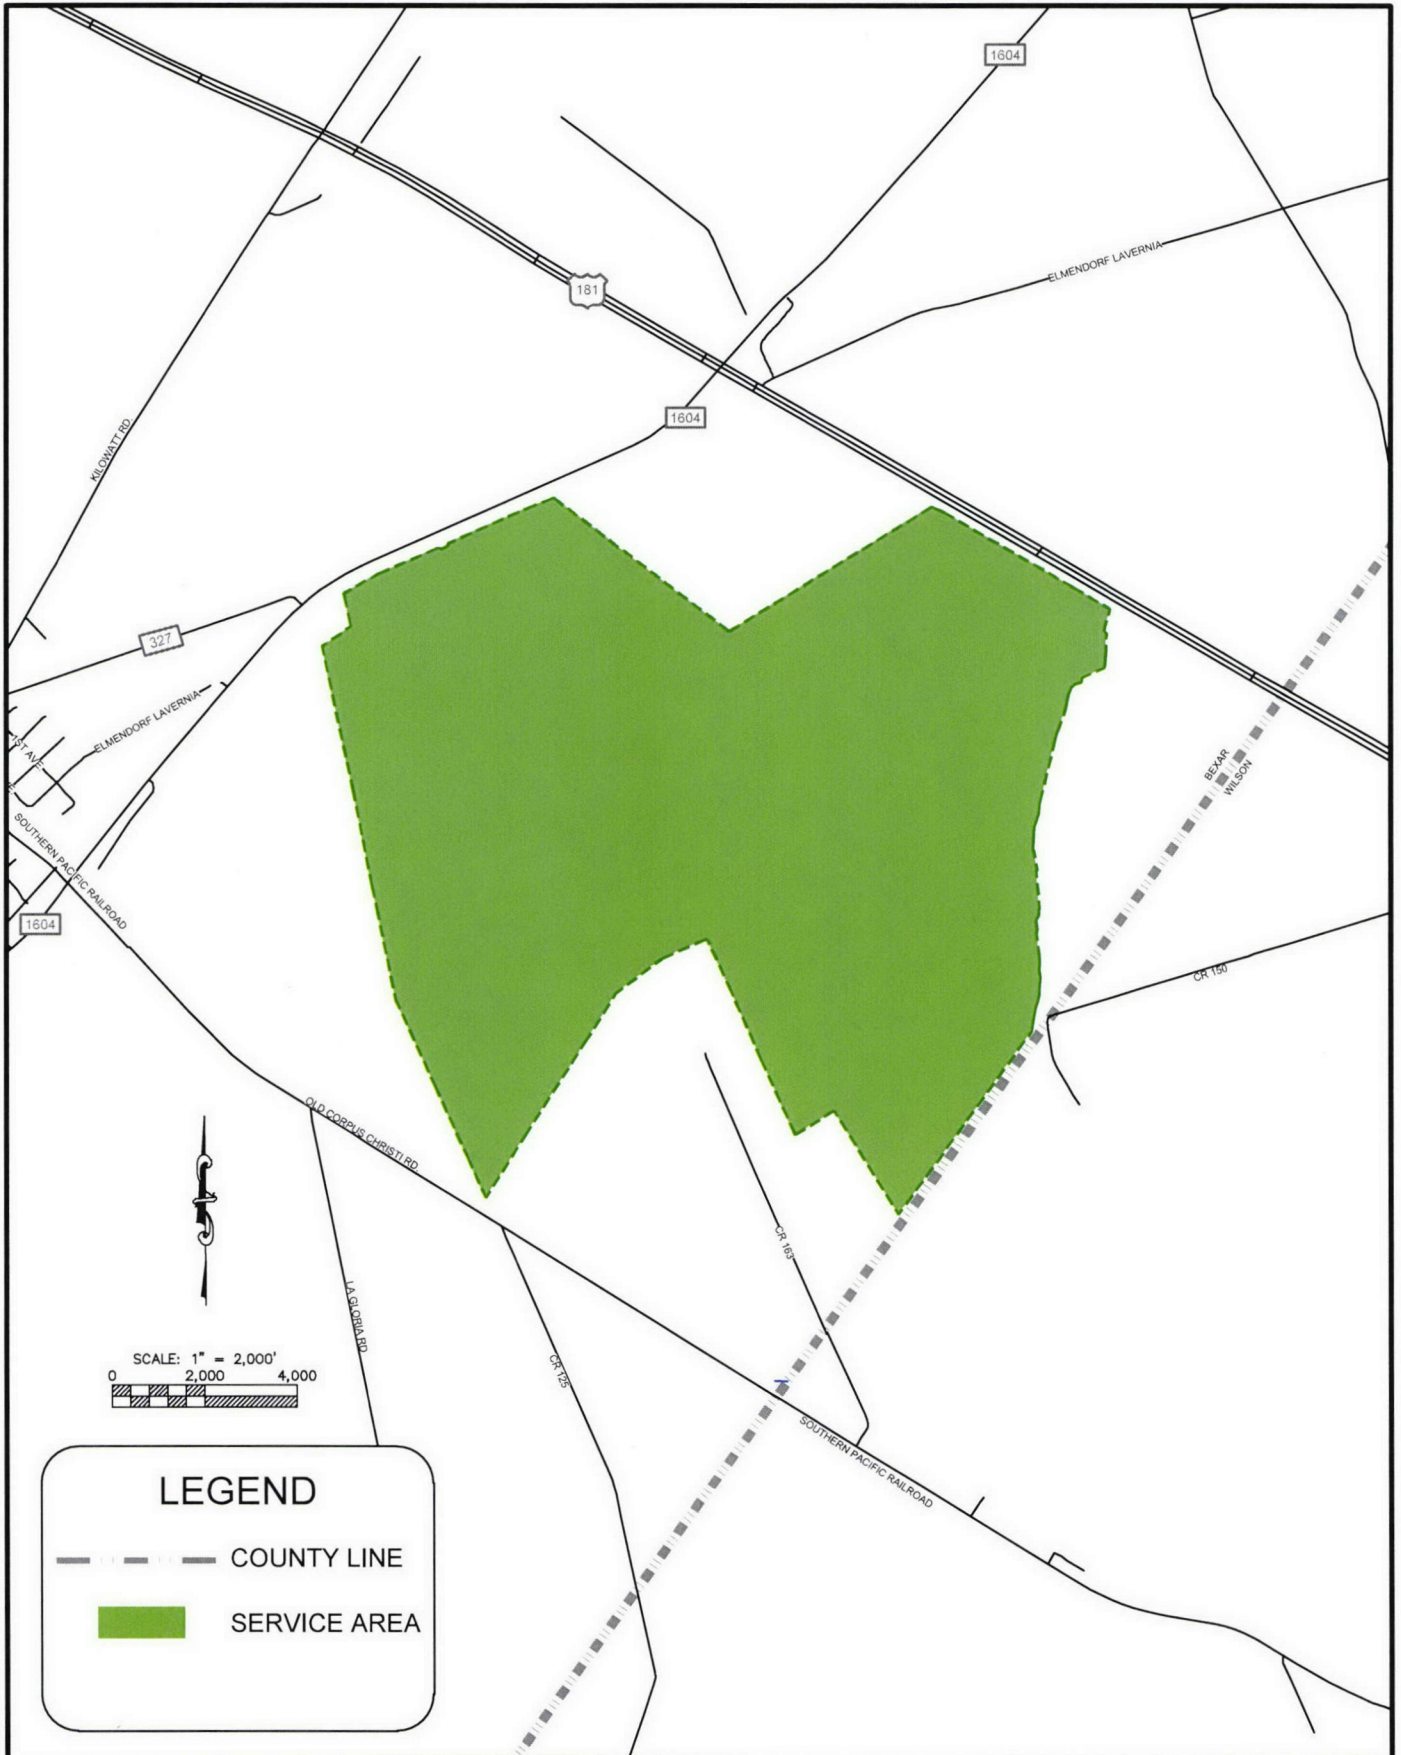 1604
181
ELMENDORF LAVERNIA
1604
KILOWATT RD
327
ELMENDORF LAVERNIA
1ST AVE
SOUTHERN PACIFIC RAILROAD
1604
BEXAR
WILSON
CR 150
OLD CORPUS CHRISTI RD
CR 163
LA GLORIA RD
CR 125
SCALE: 1" = 2,000'
0 2,000 4,000
SOUTHERN PACIFIC RAILROAD
LEGEND
COUNTY LINE
SERVICE AREA